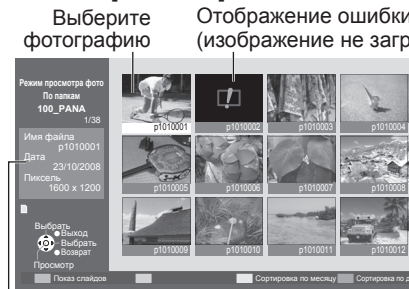 Выберите
фотографию
Отображение ошибки
(изображение не загр
Режим просмотра фото
По папкам
100_PANA
1/38
Имя файла
p1010001
Дата
23/10/2008
Пиксель
1600 x 1200
Выбрать
Выход
Выбрать
Возврат
Просмотр
p1010001
p1010002
p1010003
p1010004
p1010005
p1010006
p1010007
p1010008
p1010009
p1010010
p1010011
p1010012
Показ слайдов
Сортировка по месяцу
Сортировка по д